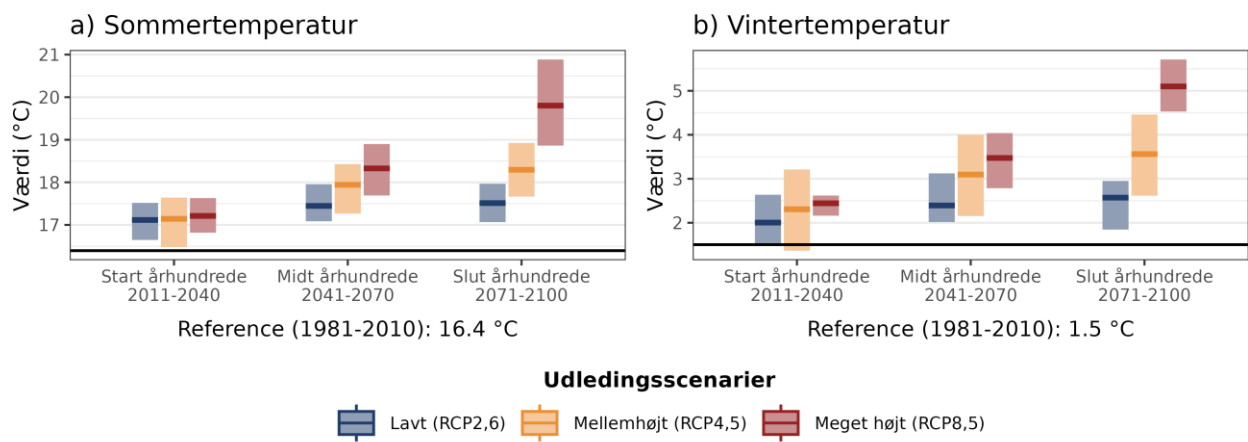 a) Sommertemperatur
Værdi (°C)
21
20
19
18
17
Start århundrede
2011-2040
Midt århundrede
2041-2070
Slut århundrede
2071-2100
Reference (1981-2010): 16.4 °C
b) Vintertemperatur
Værdi (°C)
5
4
3
2
Start århundrede
2011-2040
Midt århundrede
2041-2070
Slut århundrede
2071-2100
Reference (1981-2010): 1.5 °C
Udledingsscenarier
Lavt (RCP2,6)
Mellemhøjt (RCP4,5)
Meget højt (RCP8,5)